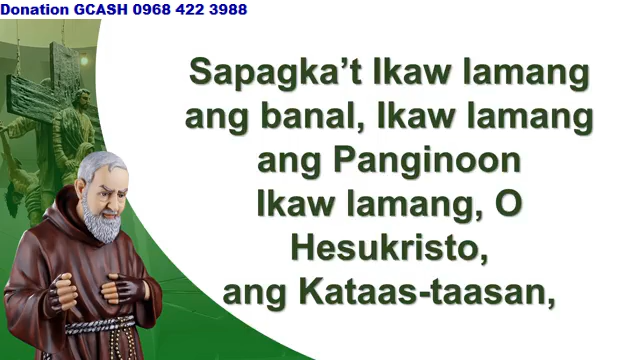 Donation GCASH 0968 422 3988
Sapagka’t Ikaw lamang
ang banal, Ikaw lamang
ang Panginoon
Ikaw lamang, O
Hesukristo,
ang Kataas-taasan,